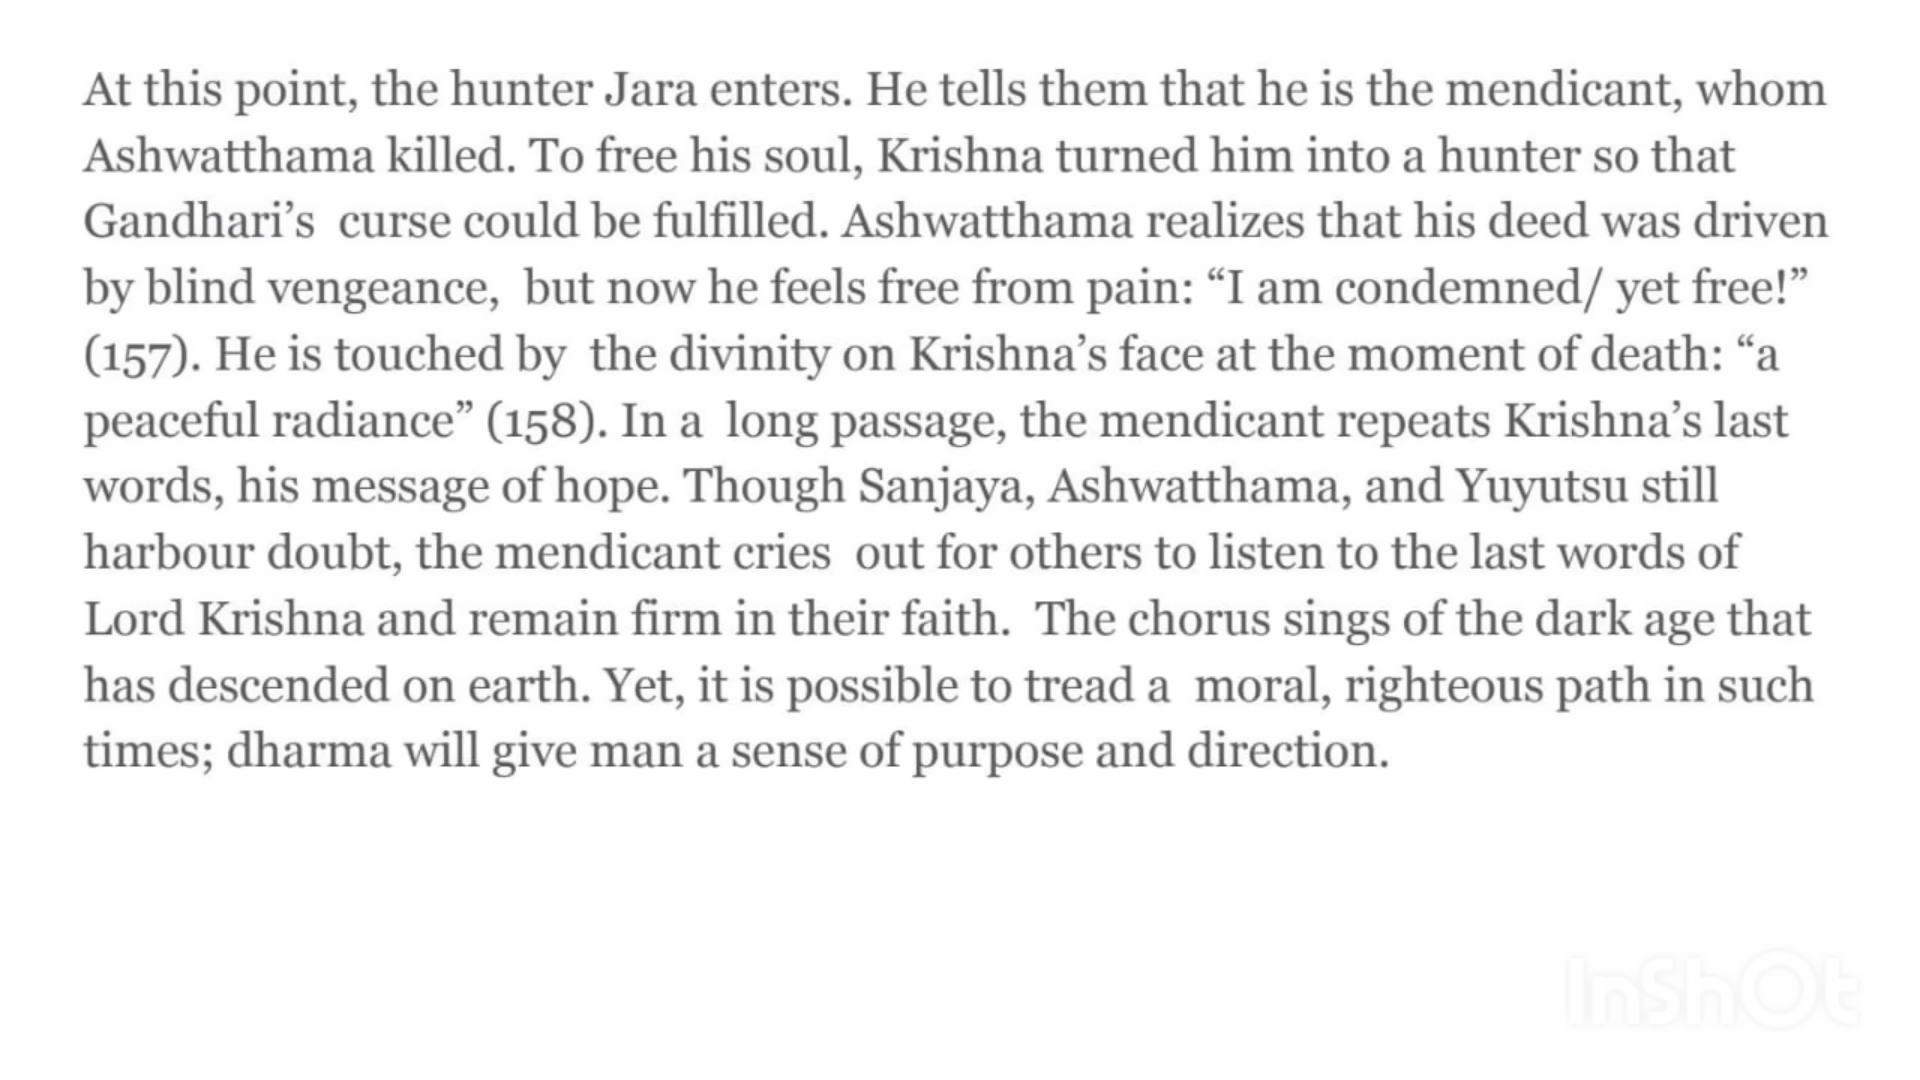 At this point, the hunter Jara enters. He tells them that he is the mendicant, whom
Ashwatthama killed. To free his soul, Krishna turned him into a hunter so that
Gandhari’s  curse could be fulfilled. Ashwatthama realizes that his deed was driven
by blind vengeance,  but now he feels free from pain: “I am condemned/ yet free!”
(157). He is touched by  the divinity on Krishna’s face at the moment of death: “a
peaceful radiance” (158). In a  long passage, the mendicant repeats Krishna’s last
words, his message of hope. Though Sanjaya, Ashwatthama, and Yuyutsu still
harbour doubt, the mendicant cries  out for others to listen to the last words of
Lord Krishna and remain firm in their faith.  The chorus sings of the dark age that
has descended on earth. Yet, it is possible to tread a  moral, righteous path in such
times; dharma will give man a sense of purpose and direction.
InShOt